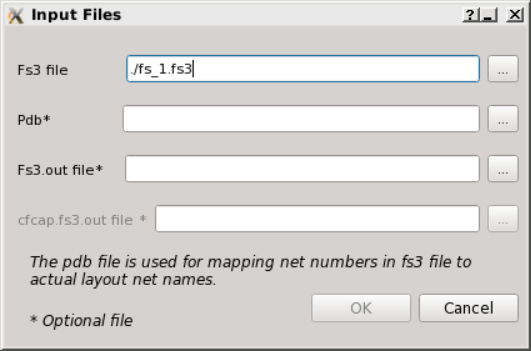 Input Files
Fs3 file ./fs_1.fs3 ...
Pdb* ...
Fs3.out file* ...
cfcap.fs3.out file * ...
The pdb file is used for mapping net numbers in fs3 file to
actual layout net names.
* Optional file
OK Cancel